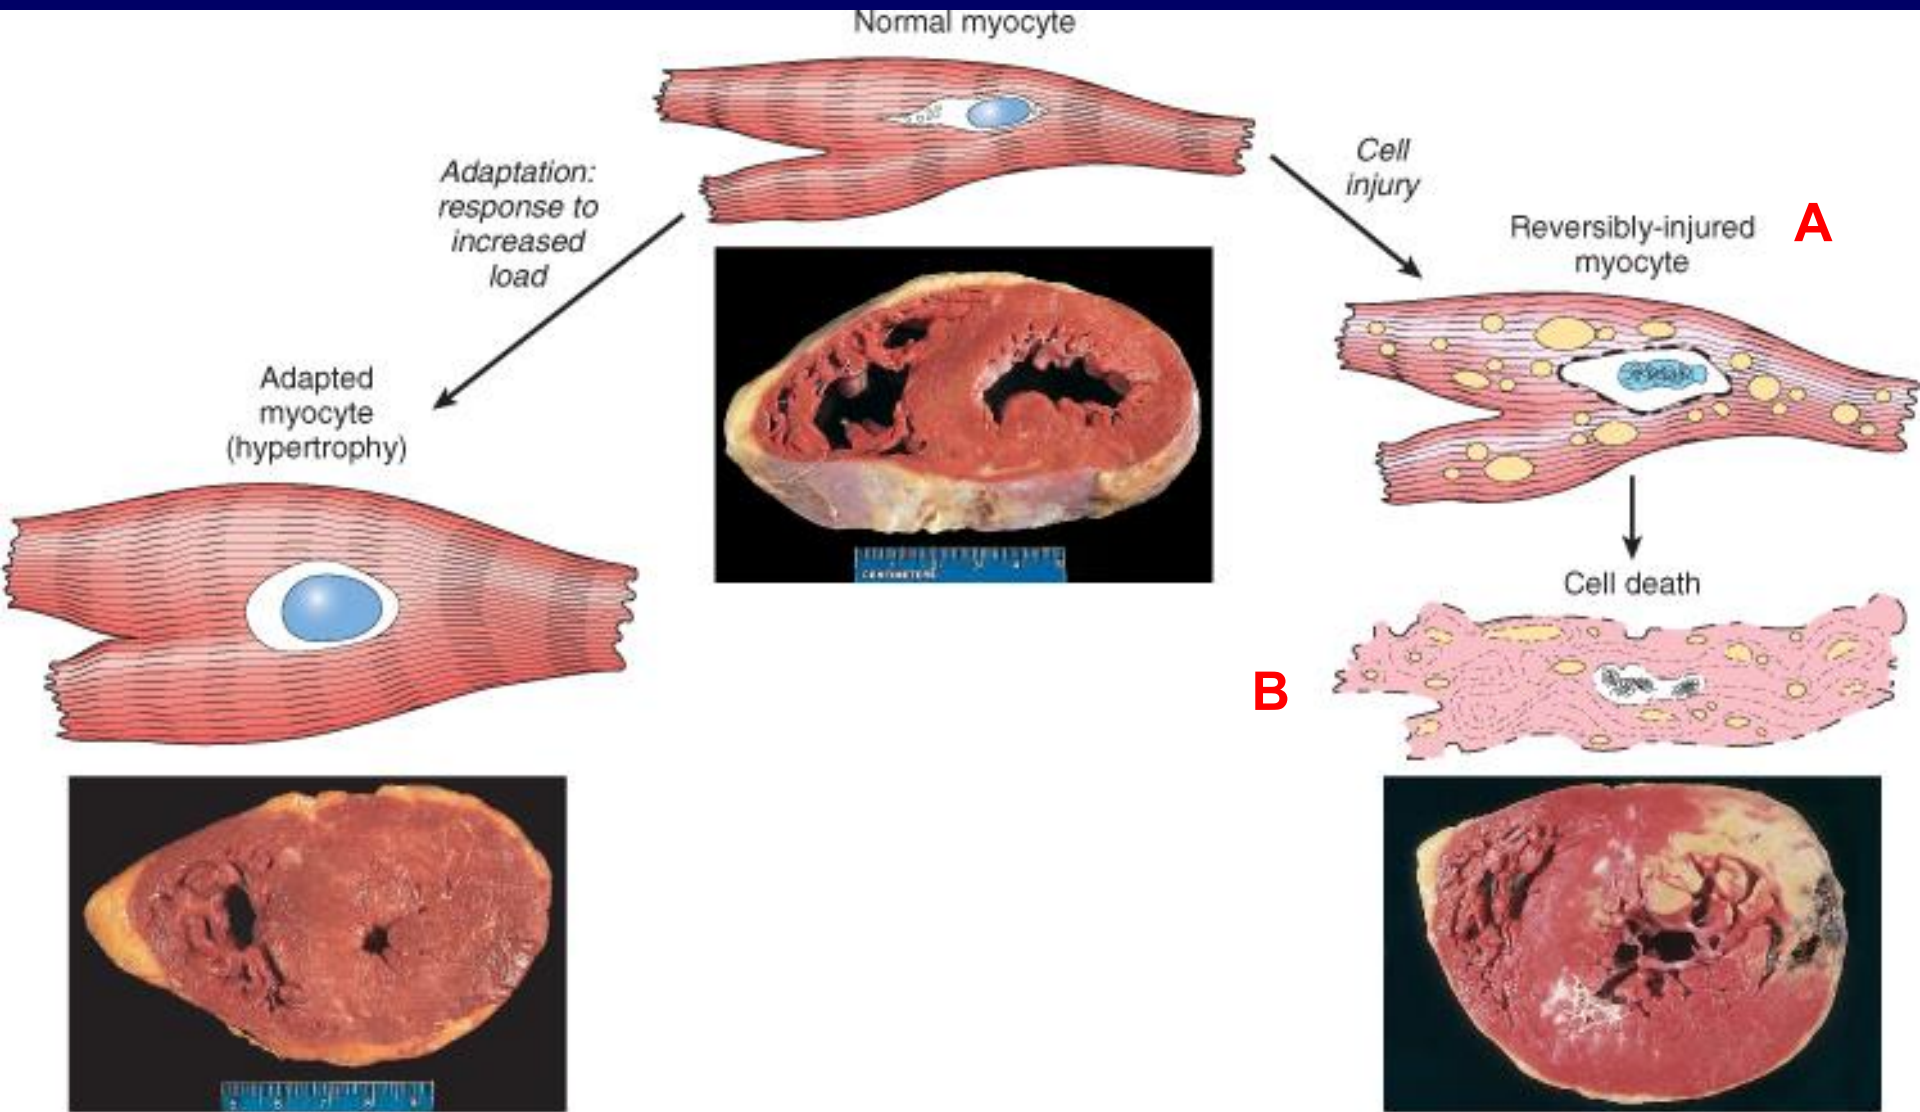 Normal myocyte
Adaptation:
response to
increased
load
Cell
injury
Reversibly-injured
myocyte
A
Adapted
myocyte
(hypertrophy)
CENTIMETERS
Cell death
B